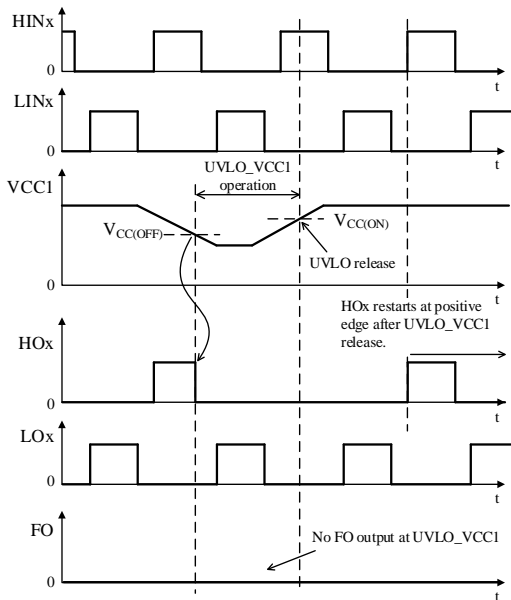 HINx
0
t
LINx
0
t
UVLO_VCC1
operation
VCC1
VCC(OFF)
VCC(ON)
UVLO release
0
t
HOx restarts at positive
edge after UVLO_VCC1
release.
HOx
0
t
LOx
0
t
FO
No FO output at UVLO_VCC1
0
t